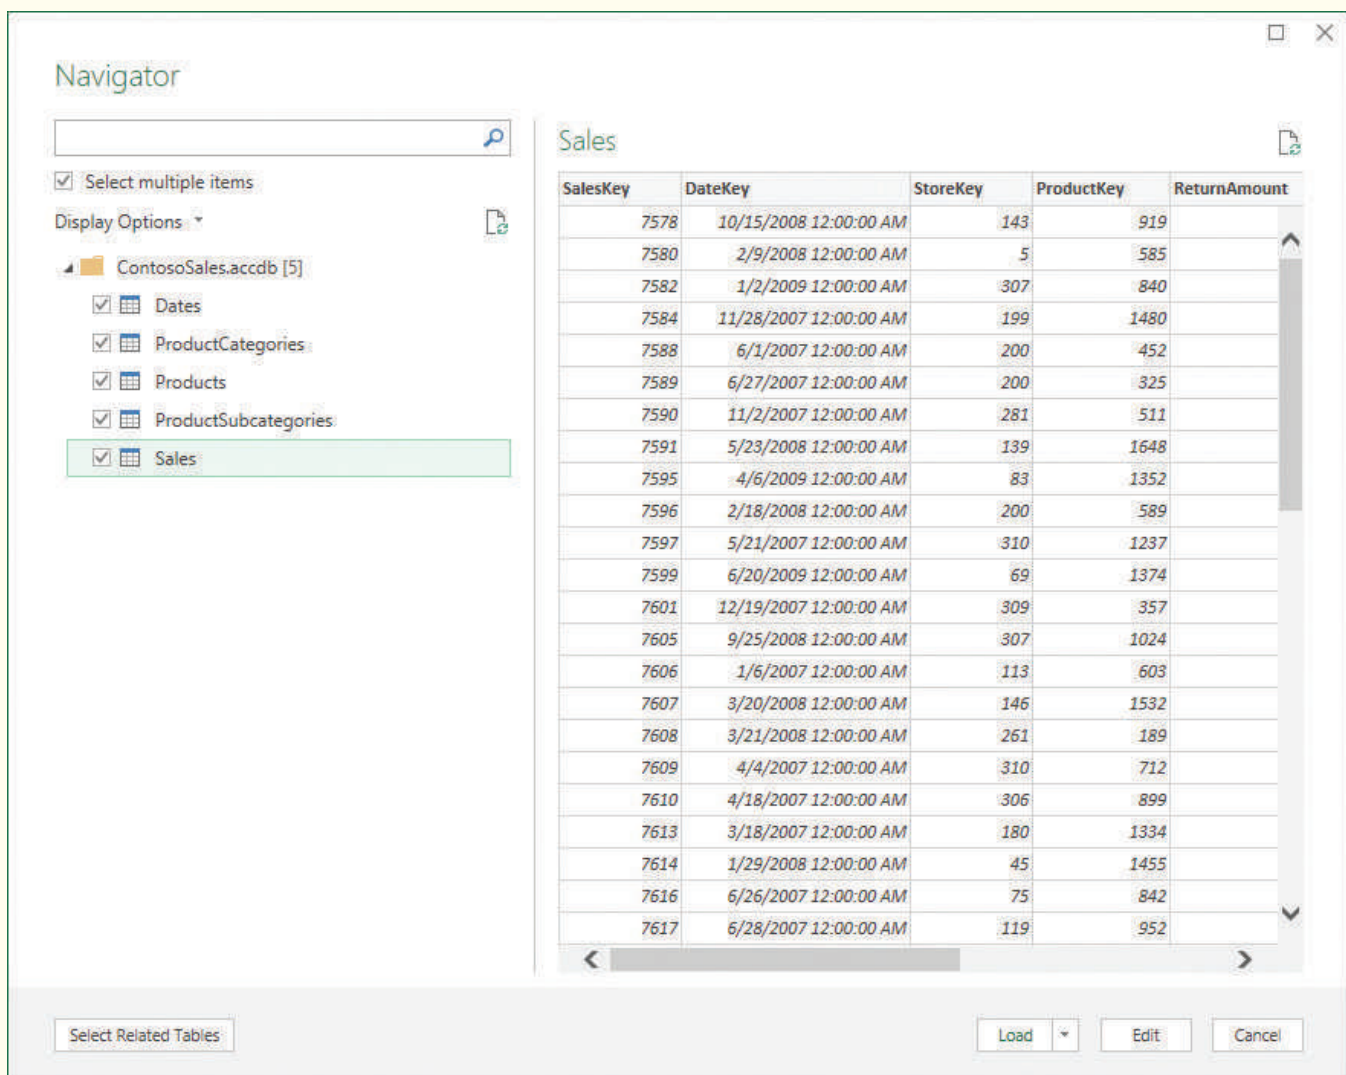 Navigator
Select multiple items
Display Options
ContosoSales.accdb [5]
Dates
ProductCategories
Products
ProductSubcategories
Sales
Sales
SalesKey DateKey StoreKey ProductKey ReturnAmount
7578 10/15/2008 12:00:00 AM 143 919
7580 2/9/2008 12:00:00 AM 5 585
7582 1/2/2009 12:00:00 AM 307 840
7584 11/28/2007 12:00:00 AM 199 1480
7588 6/1/2007 12:00:00 AM 200 452
7589 6/27/2007 12:00:00 AM 200 325
7590 11/2/2007 12:00:00 AM 281 511
7591 5/23/2008 12:00:00 AM 139 1648
7595 4/6/2009 12:00:00 AM 83 1352
7596 2/18/2008 12:00:00 AM 200 589
7597 5/21/2007 12:00:00 AM 310 1237
7599 6/20/2009 12:00:00 AM 69 1374
7601 12/19/2007 12:00:00 AM 309 357
7605 9/25/2008 12:00:00 AM 307 1024
7606 1/6/2007 12:00:00 AM 113 603
7607 3/20/2008 12:00:00 AM 146 1532
7608 3/21/2008 12:00:00 AM 261 189
7609 4/4/2007 12:00:00 AM 310 712
7610 4/18/2007 12:00:00 AM 306 899
7613 3/18/2007 12:00:00 AM 180 1334
7614 1/29/2008 12:00:00 AM 45 1455
7616 6/26/2007 12:00:00 AM 75 842
7617 6/28/2007 12:00:00 AM 119 952
Select Related Tables Load Edit Cancel